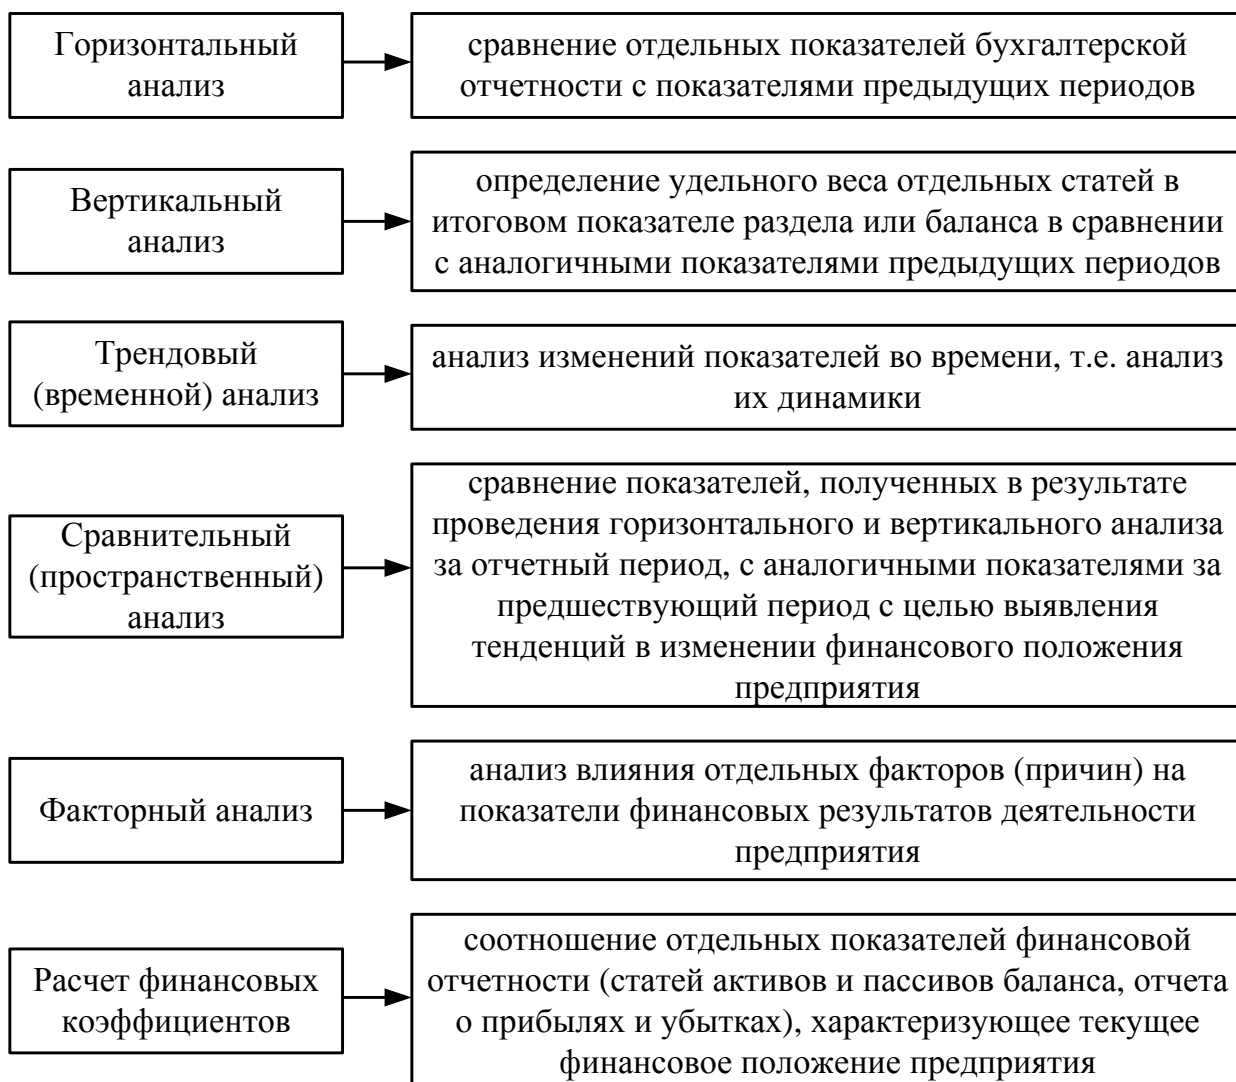 Горизонтальный
анализ
сравнение отдельных показателей бухгалтерской
отчетности с показателями предыдущих периодов
Вертикальный
анализ
определение удельного веса отдельных статей в
итоговом показателе раздела или баланса в сравнении
с аналогичными показателями предыдущих периодов
Трендовый
(временной) анализ
анализ изменений показателей во времени, т.е. анализ
их динамики
Сравнительный
(пространственный)
анализ
сравнение показателей, полученных в результате
проведения горизонтального и вертикального анализа
за отчетный период, с аналогичными показателями за
предшествующий период с целью выявления
тенденций в изменении финансового положения
предприятия
Факторный анализ
анализ влияния отдельных факторов (причин) на
показатели финансовых результатов деятельности
предприятия
Расчет финансовых
коэффициентов
соотношение отдельных показателей финансовой
отчетности (статей активов и пассивов баланса, отчета
о прибылях и убытках), характеризующее текущее
финансовое положение предприятия